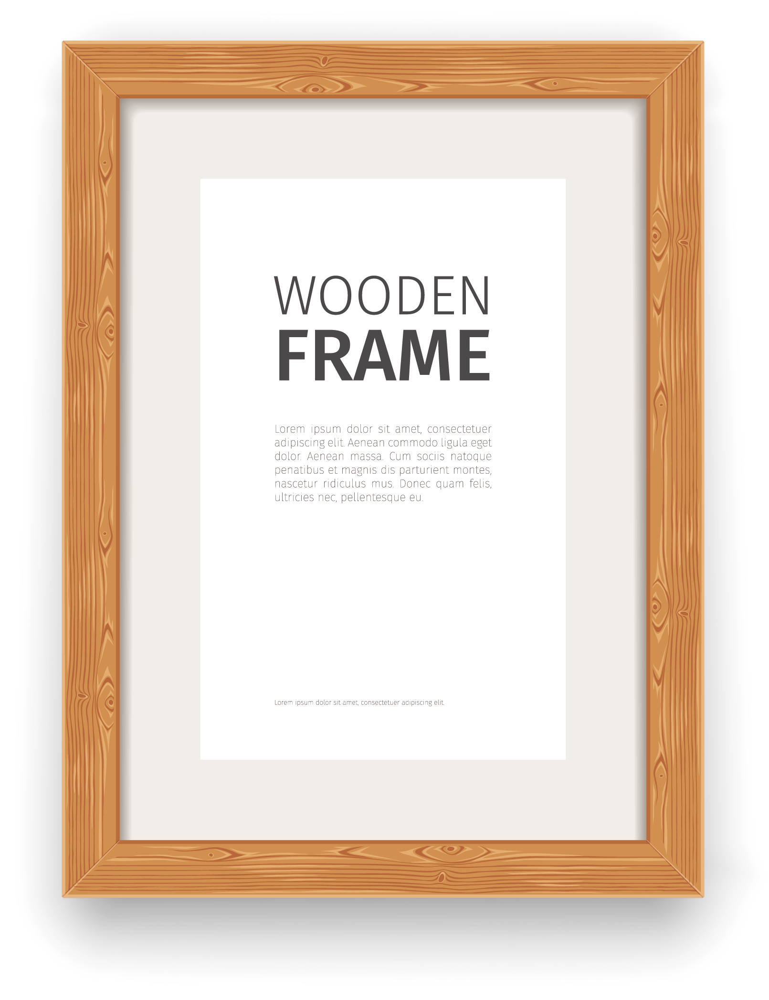 WOODEN
FRAME
Lorem ipsum dolor sit amet, consectetuer
adipiscing elit. Aenean commodo ligula eget
dolor. Aenean massa. Cum sociis natoque
penatibus et magnis dis parturient montes,
nascetur ridiculus mus. Donec quam felis,
ultricies nec, pellentesque eu.
Lorem ipsum dolor sit amet, consectetuer adipiscing elit.